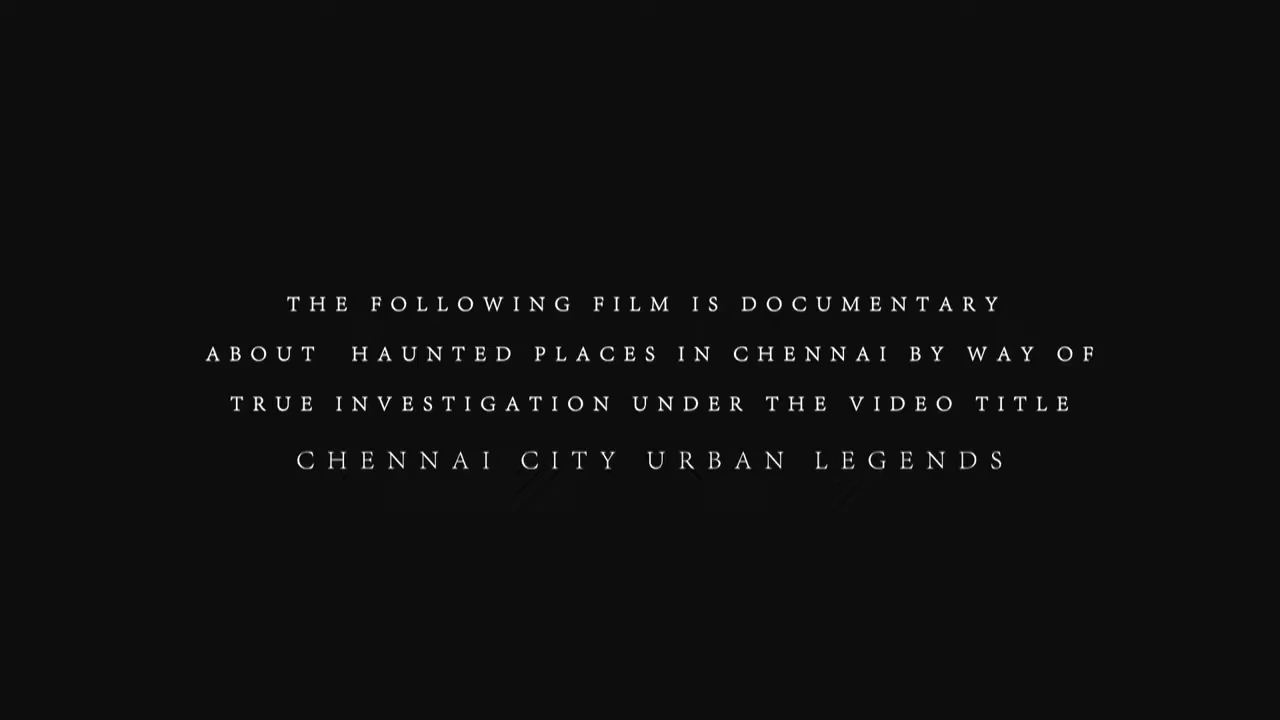 THE FOLLOWING FILM IS DOCUMENTARY
ABOUT HAUNTED PLACES IN CHENNAI BY WAY OF
TRUE INVESTIGATION UNDER THE VIDEO TITLE
CHENNAI CITY URBAN LEGENDS